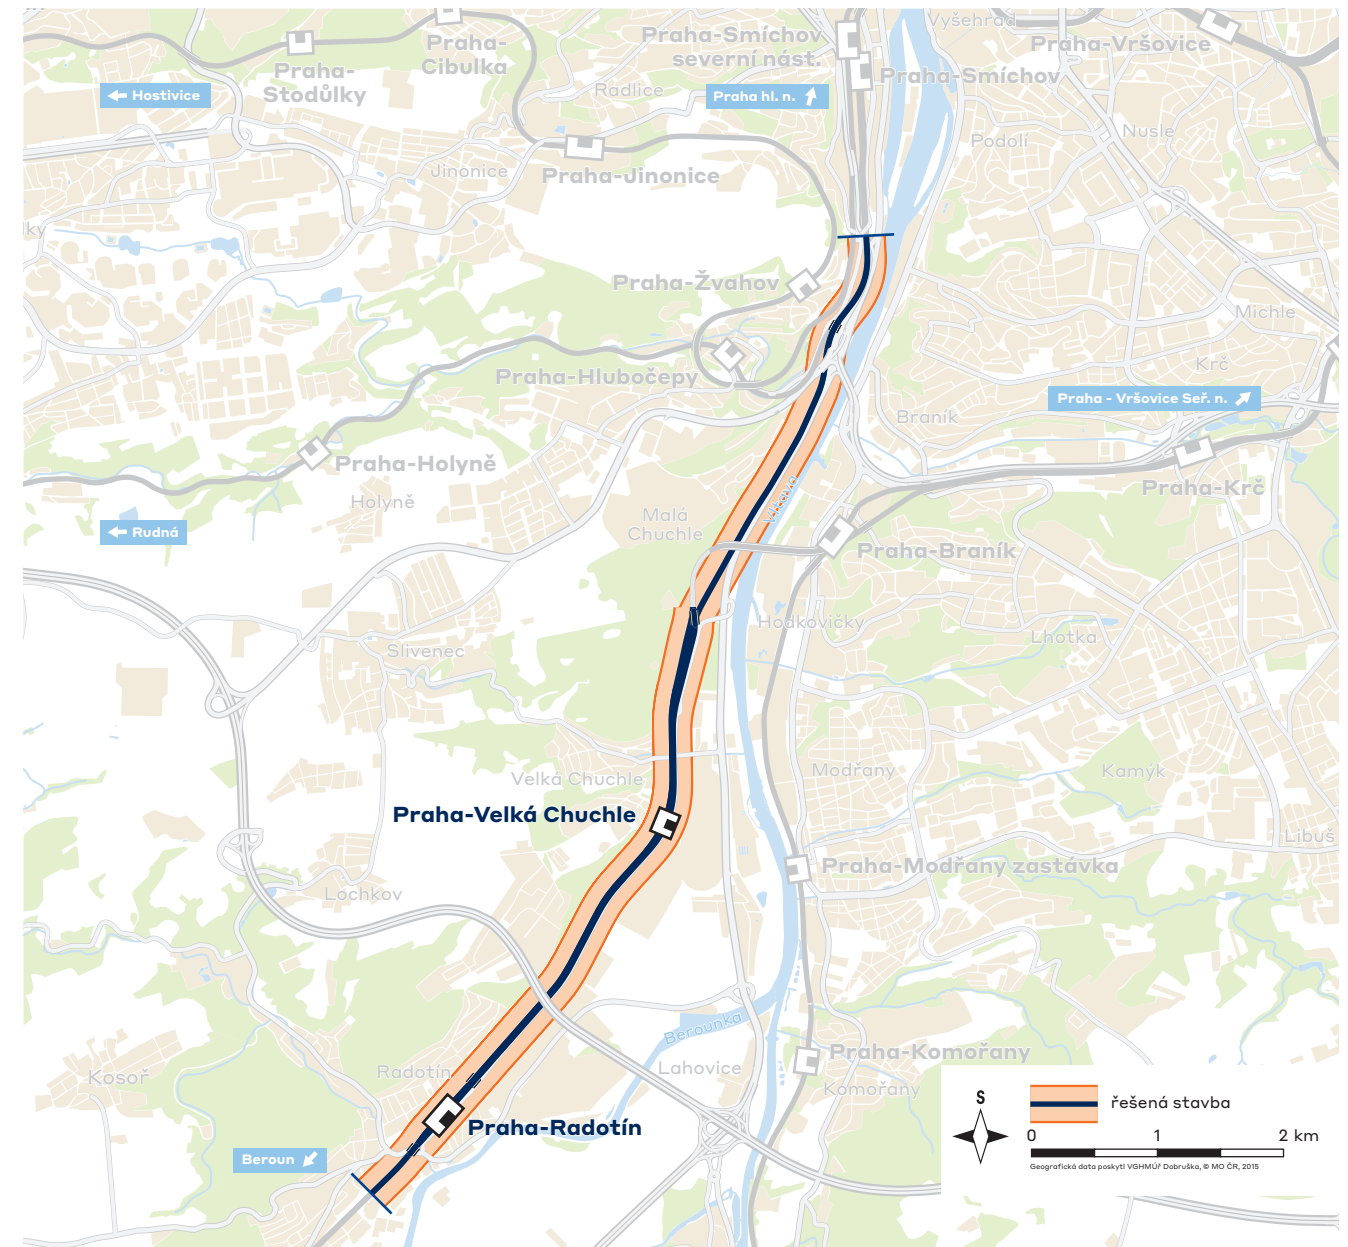 Vyšehrad
Praha-Smíchov
severní nást.
Praha-Vršovice
Praha-
Cibulka
Praha-
Stodůlky
Praha-Smíchov
Radlice
Hostivice
Praha hl. n.
Nusle
Podolí
Jinonice
Praha-Jinonice
ky
Praha-Žvahov
Michle
Krč
Praha-Hlubočepy
Praha - Vršovice Seř. n.
Braník
Praha-Holyně
Praha-Krč
Holyně
Vltava
Malá
Chuchle
Rudná
Praha-Braník
Hodkovičky
Lhotka
Slivenec
Velká Chuchle
Modřany
Kamýk
Praha-Velká Chuchle
Libuš
Praha-Modřany zastávka
Lochkov
Berounka
Praha-Komořany
Lahovice
Radotín
Kosoř
Komořany
Praha-Radotín
Beroun
S
řešená stavba
0 1 2 km
Geografická data poskytl VGHMÚř Dobruška, © MO ČR, 2015